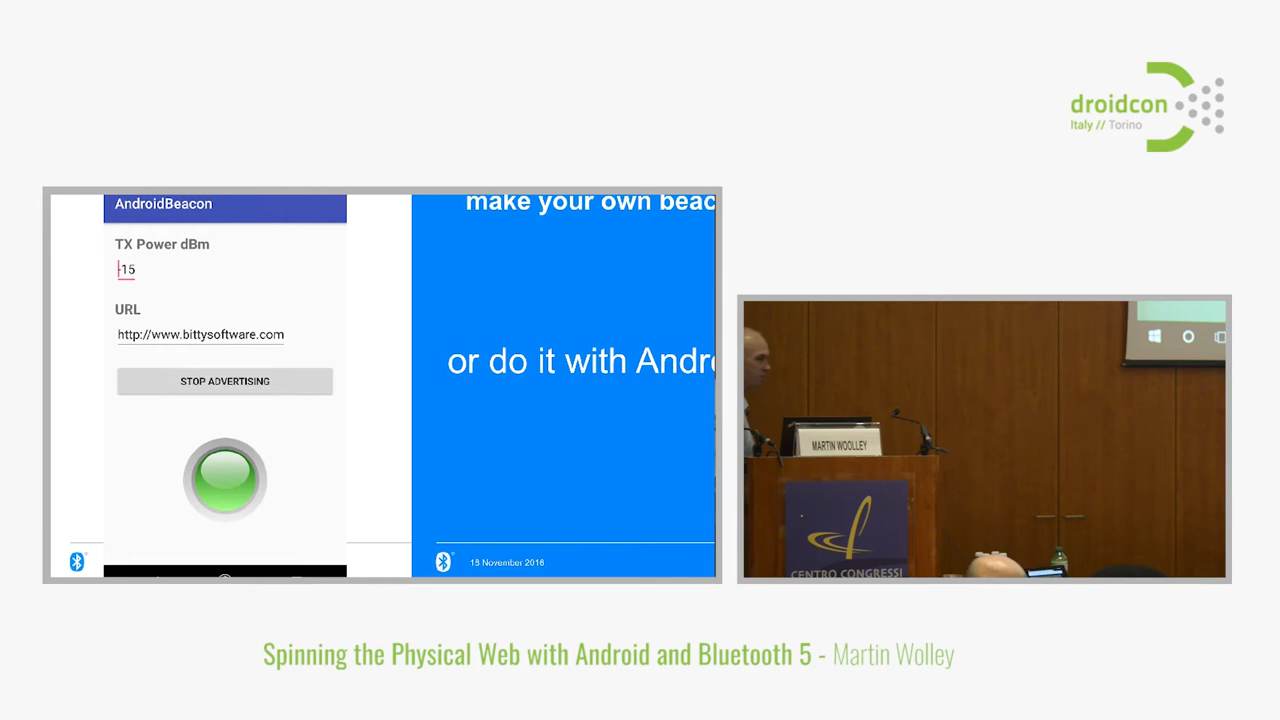 droidcon
Italy // Torino
AndroidBeacon
TX Power dBm
-15
URL
http://www.bittysoftware.com
STOP ADVERTISING
make your own beac
or do it with Andro
18 November 2016
MARTIN WOOLLEY
CENTRO CONGRESSI
Spinning the Physical Web with Android and Bluetooth 5 - Martin Wolley